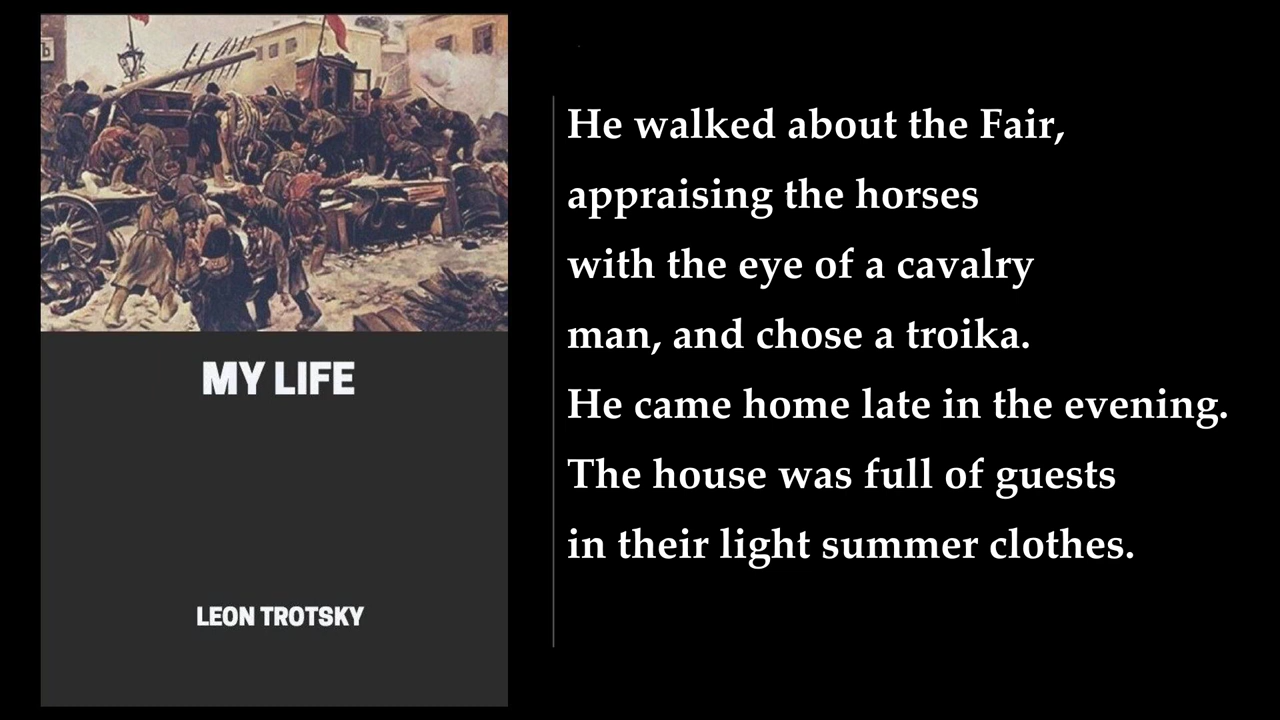 MY LIFE
LEON TROTSKY
He walked about the Fair,
appraising the horses
with the eye of a cavalry
man, and chose a troika.
He came home late in the evening.
The house was full of guests
in their light summer clothes.